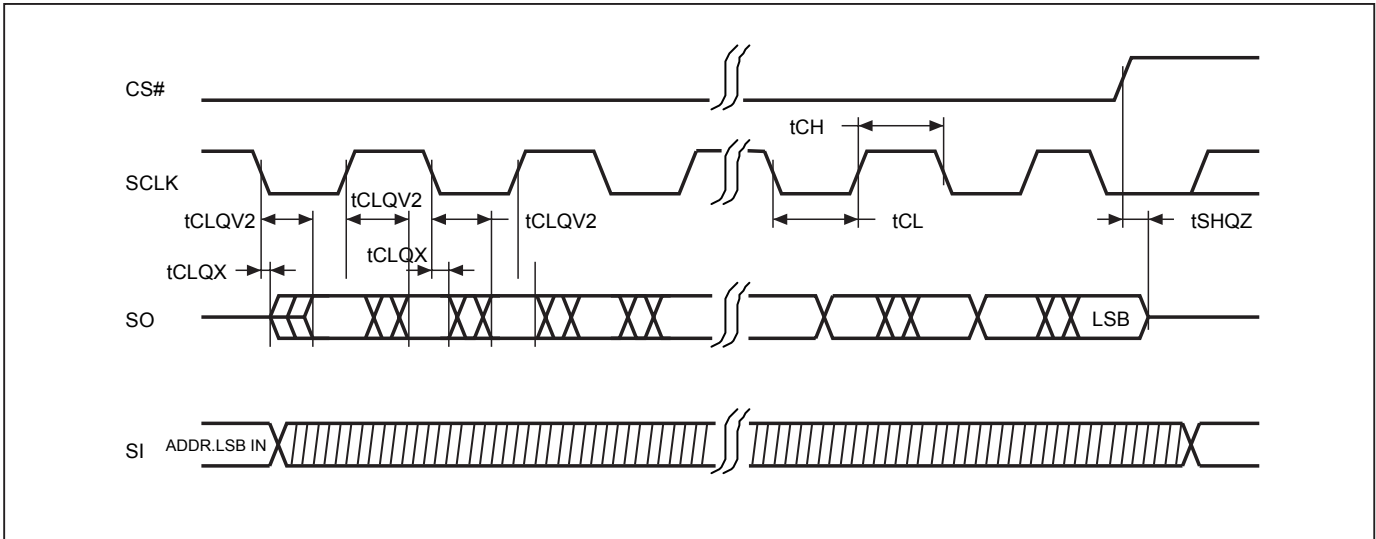 CS#
tCH
SCLK
tCLQV2
tCLQV2
tCLQV2
tCL
tSHQZ
tCLQX
tCLQX
SO
LSB
SI
ADDR.LSB IN